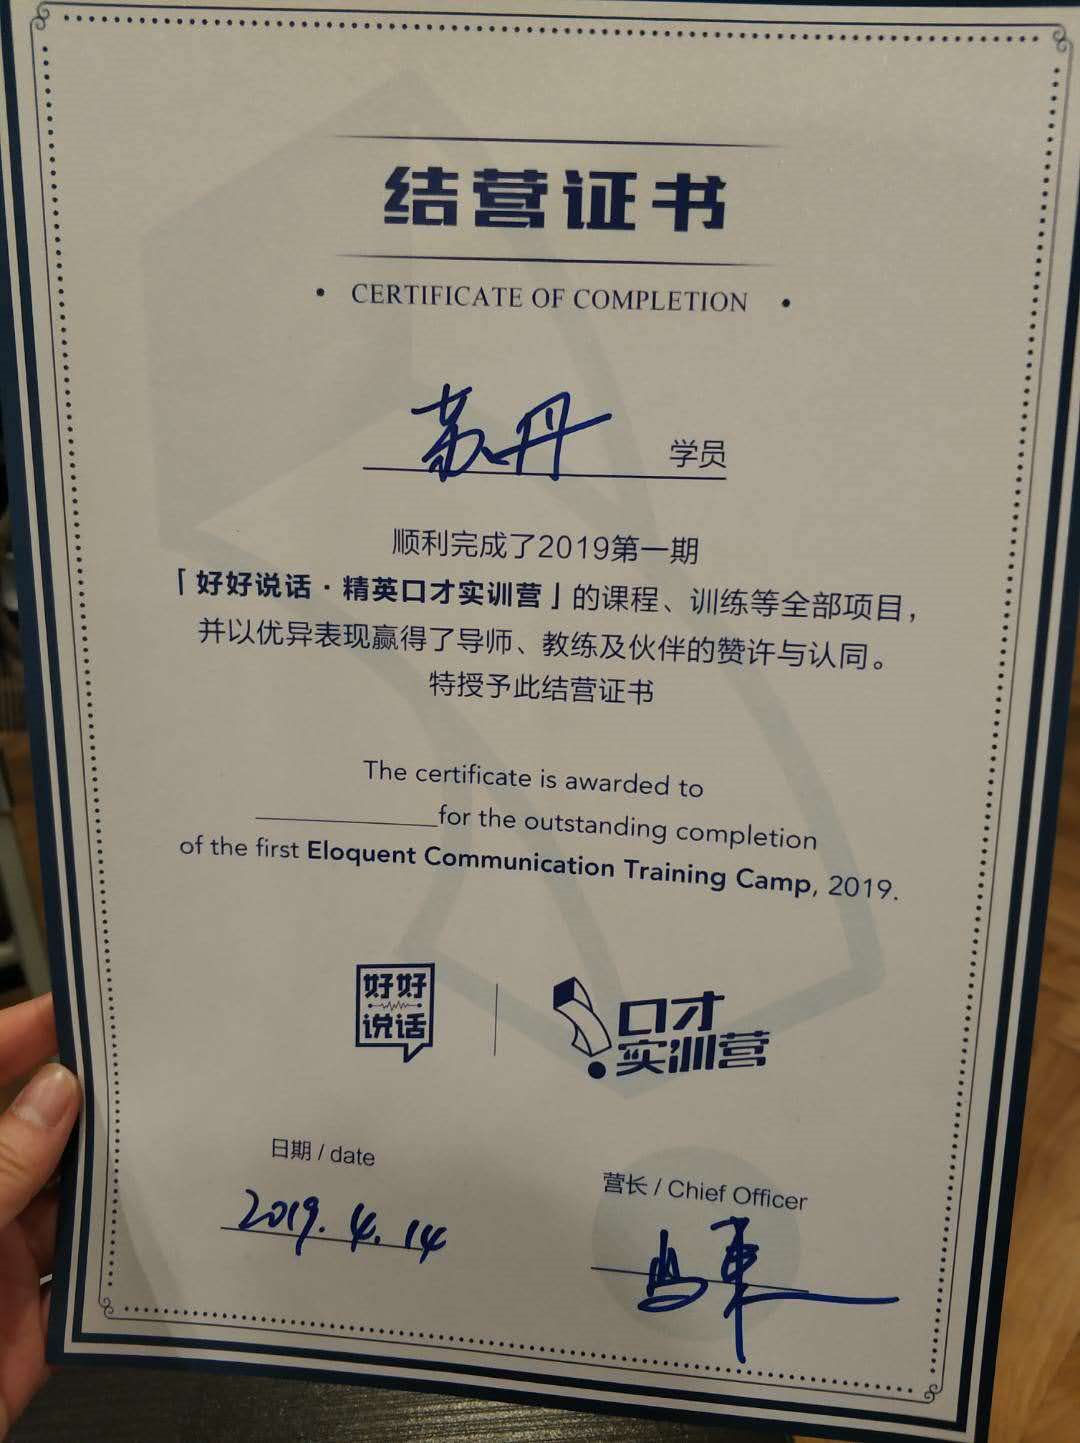 结营证书
• CERTIFICATE OF COMPLETION •
苏丹 学员
顺利完成了2019第一期
「好好说话·精英口才实训营」的课程、训练等全部项目，
并以优异表现赢得了导师、教练及伙伴的赞许与认同。
特授予此结营证书
The certificate is awarded to
____________for the outstanding completion
of the first Eloquent Communication Training Camp, 2019.
好好
说话
口才
实训营
日期 / date
2019.4.14
营长 / Chief Officer